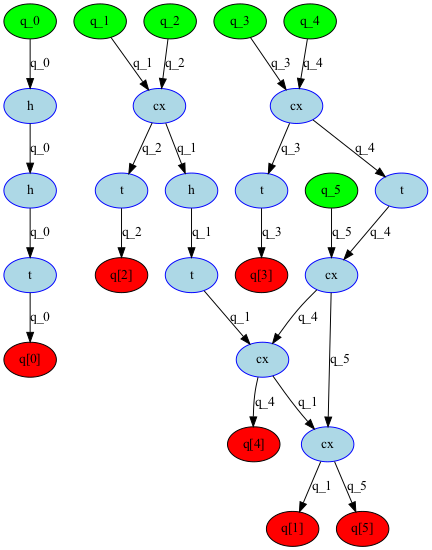 q_0 q_1 q_2 q_3 q_4
q_0 q_1 q_2 q_3 q_4
h cx cx
q_0 q_2 q_1 q_3 q_4
h t h t q_5 t
q_0 q_2 q_1 q_3 q_5 q_4
t q[2] t q[3] cx
q_0 q_1 q_4 q_5
q[0] cx
q_4 q_1
q[4] cx
q_1 q_5
q[1] q[5]